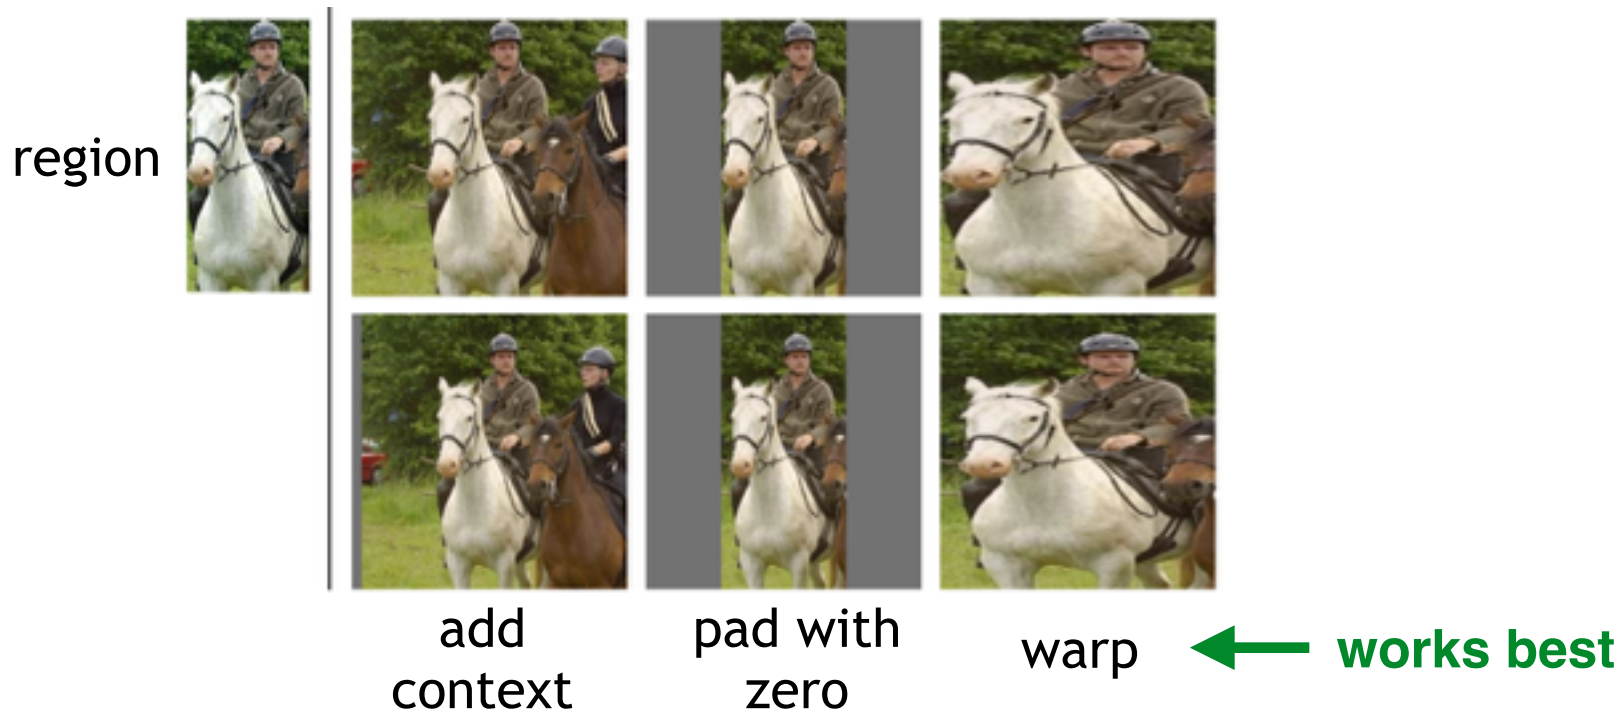 region
add
context
pad with
zero
warp
works best